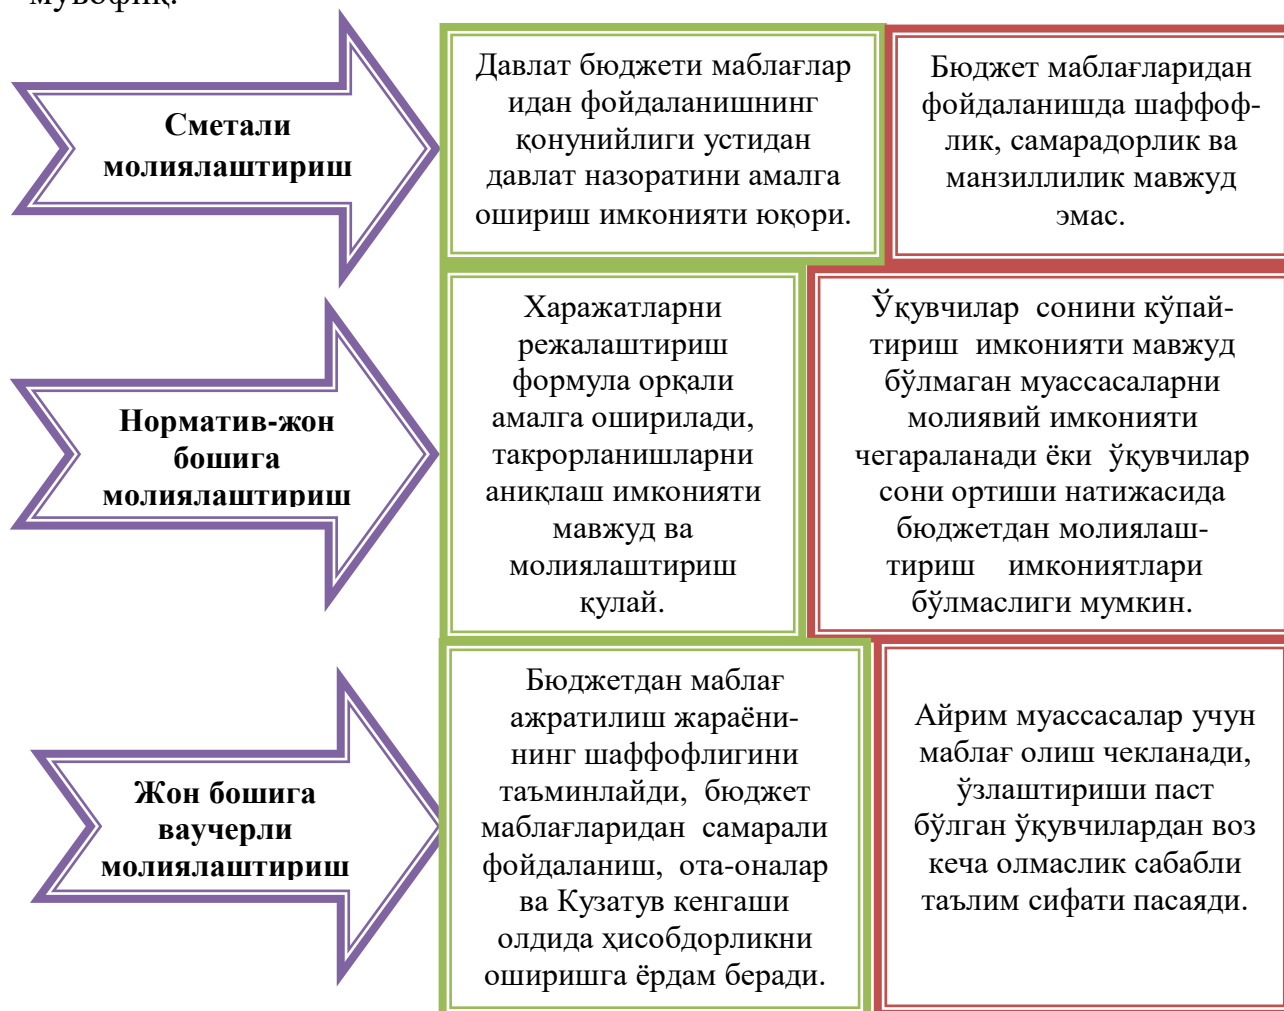 мувофиқ.
Сметали
молиялаштириш
Давлат бюджети маблағлар
идан фойдаланишнинг
қонунийлиги устидан
давлат назоратини амалга
ошириш имконияти юқори.
Бюджет маблағларидан
фойдаланишда шаффоф-
лик, самарадорлик ва
манзиллилик мавжуд
эмас.
Норматив-жон
бошига
молиялаштириш
Харажатларни
режалаштириш
формула орқали
амалга оширилади,
такрорланишларни
аниқлаш имконияти
мавжуд ва
молиялаштириш
қулай.
Ўқувчилар сонини кўпай-
тириш имконияти мавжуд
бўлмаган муассасаларни
молиявий имконияти
чегараланади ёки ўқувчилар
сони ортиши натижасида
бюджетдан молиялаш-
тириш имкониятлари
бўлмаслиги мумкин.
Жон бошига
ваучерли
молиялаштириш
Бюджетдан маблағ
ажратилиш жараёни-
нинг шаффофлигини
таъминлайди, бюджет
маблағларидан самарали
фойдаланиш, ота-оналар
ва Кузатув кенгаши
олдида ҳисобдорликни
оширишга ёрдам беради.
Айрим муассасалар учун
маблағ олиш чекланади,
ўзлаштириши паст
бўлган ўқувчилардан воз
кеча олмаслик сабабли
таълим сифати пасаяди.